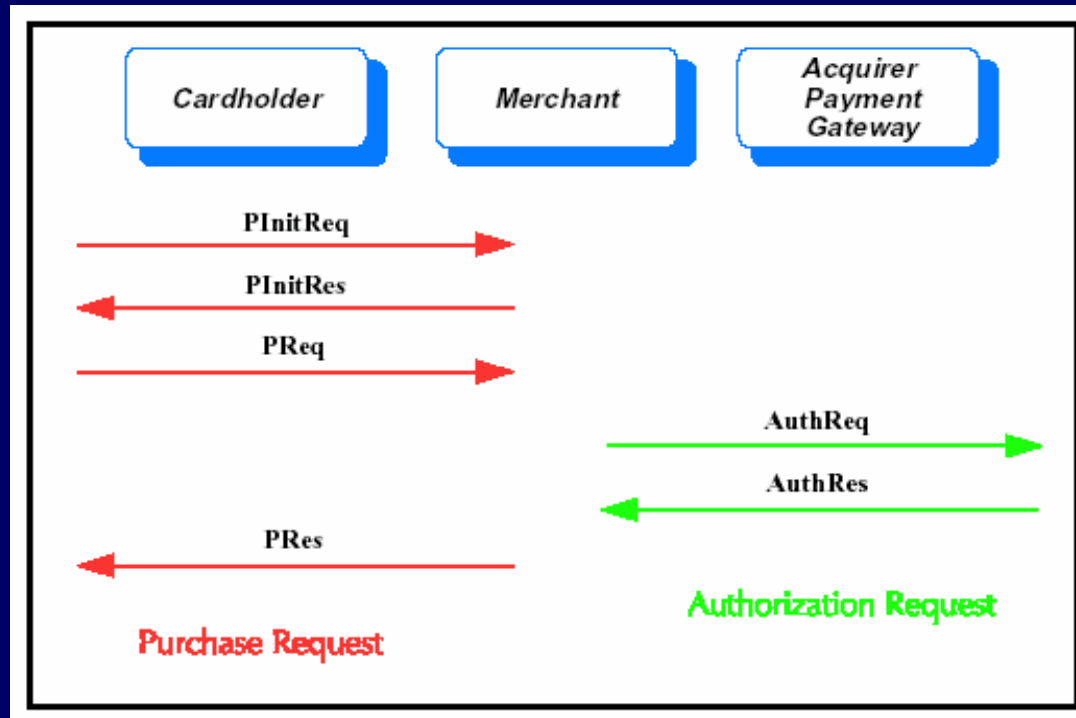 Cardholder
Merchant
Acquirer
Payment
Gateway
PInitReq
PInitRes
PReq
AuthReq
AuthRes
PRes
Authorization Request
Purchase Request